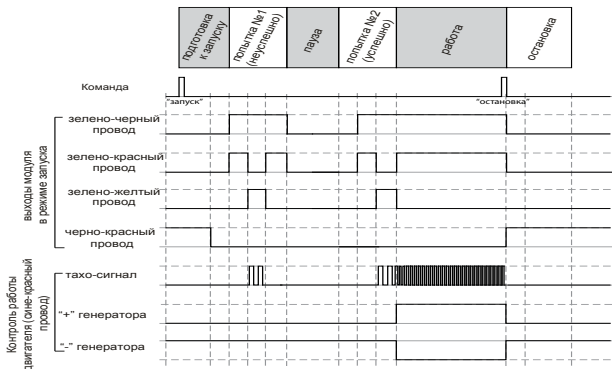 подготовка
к запуску
попытка №1
(неуспешно)
пауза
попытка №2
(успешно)
работа
остановка
Команда
"запуск"
"остановка"
выходы модуля
в режиме запуска
зелено-черный
провод
зелено-красный
провод
зелено-желтый
провод
черно-красный
провод
Контроль работы
двигателя (сине-красный
провод)
тахо-сигнал
"+" генератора
"-" генератора